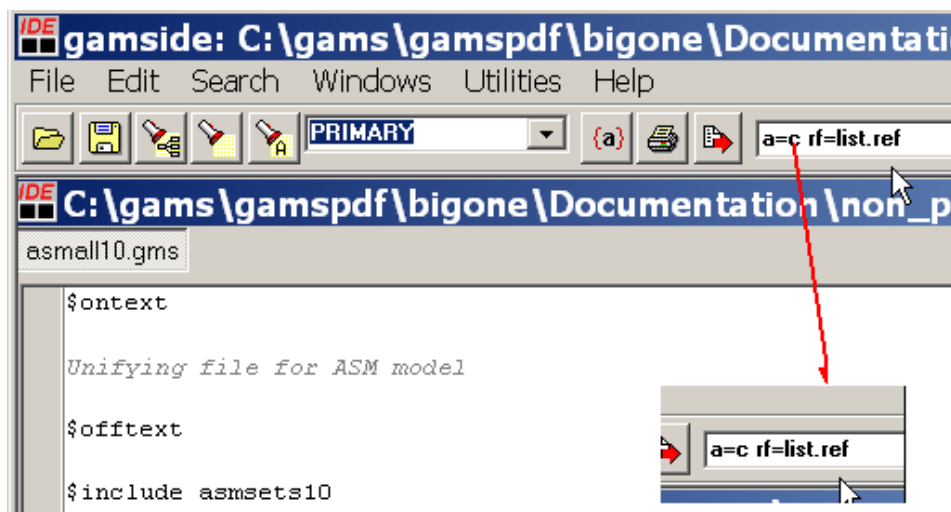 IDE gamside: C:\gams\gamspdf\bigone\Documentati
File Edit Search Windows Utilities Help
A PRIMARY {a} a=c rf=list.ref
IDE C:\gams\gamspdf\bigone\Documentation\non_p
asmall10.gms
$ontext
Unifying file for ASM model
$offtext
a=c rf=list.ref
$include asmsets10